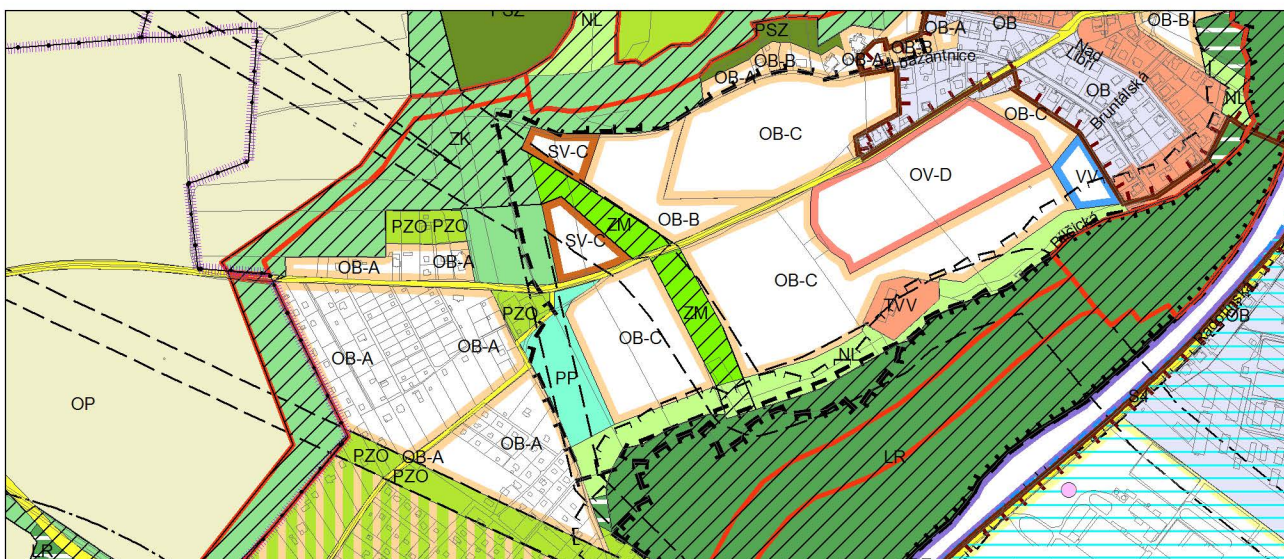 PSZ
NL
PSZ
OB-A
OB-B
OB
OB-B
OB-A
OB-B
OB-A
Bažantnice
Nad
Libří
OB
Bruntálská
NL
ZK
SV-C
OB-C
OB-C
OV-D
VV
ZM
OB-B
SV-C
PZO
PZO
OB-A
OB-A
OB-C
ZM
TVV
PZO
OB-A
OB-A
OB-C
NL
PP
OB
S4
OP
OB-A
PZO
OB-A
PZO
LR
LR